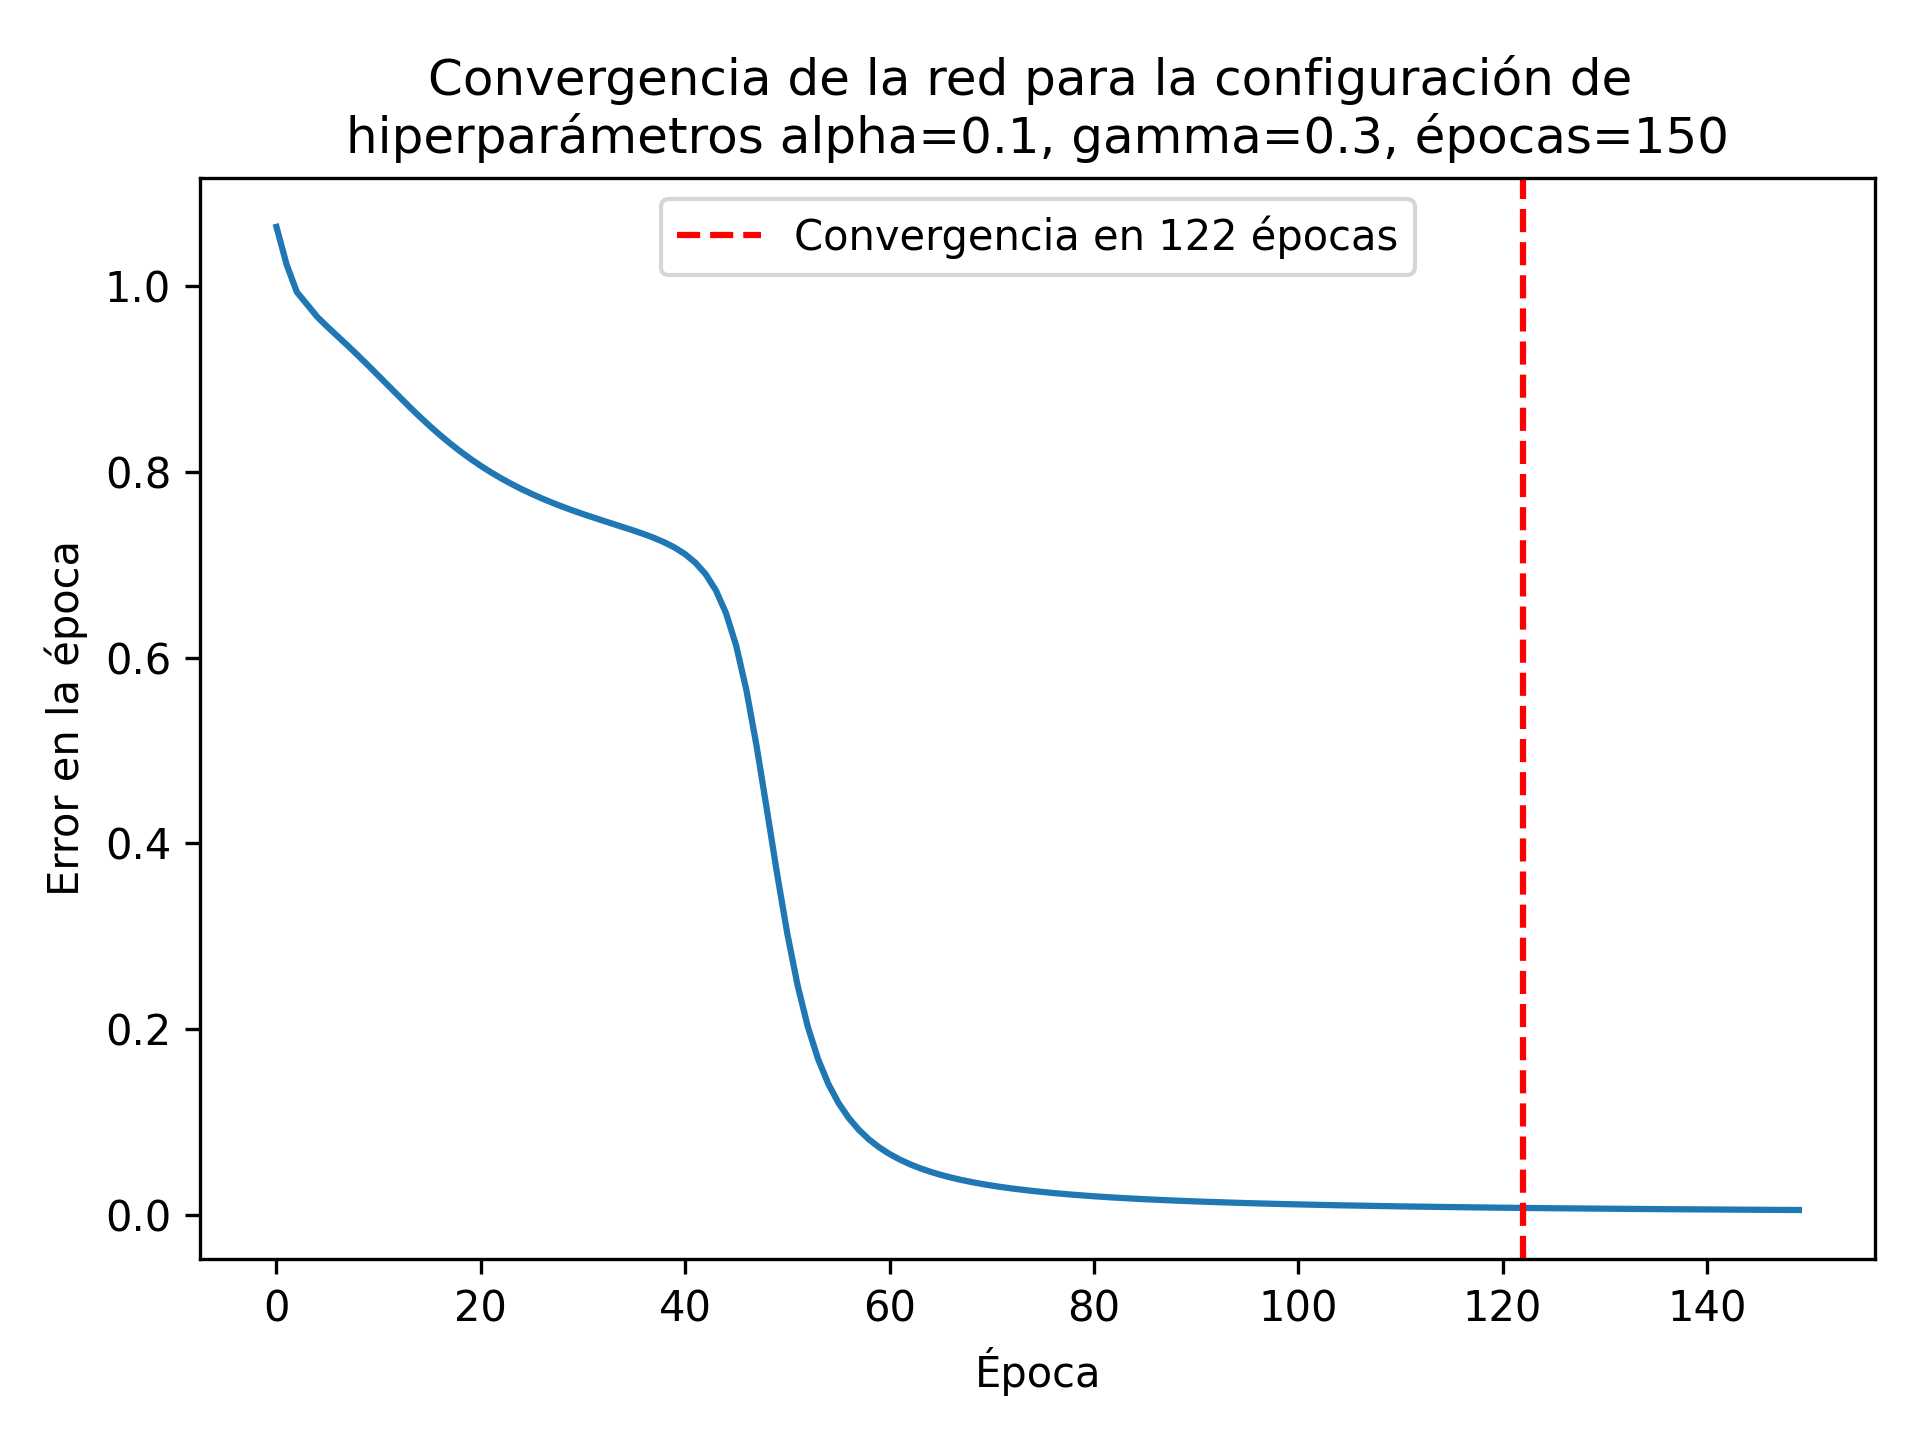 Convergencia de la red para la configuración de
hiperparámetros alpha=0.1, gamma=0.3, épocas=150
Convergencia en 122 épocas
Error en la época
1.0
0.8
0.6
0.4
0.2
0.0
0 20 40 60 80 100 120 140
Época